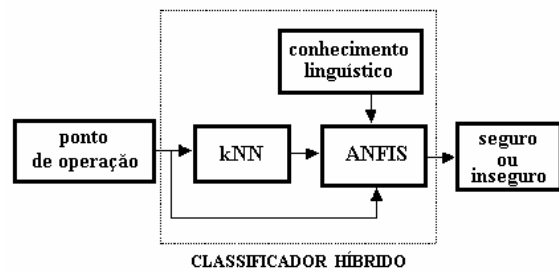 conhecimento
linguístico
ponto
de operação
kNN
ANFIS
seguro
ou
inseguro
CLASSIFICADOR HÍBRIDO